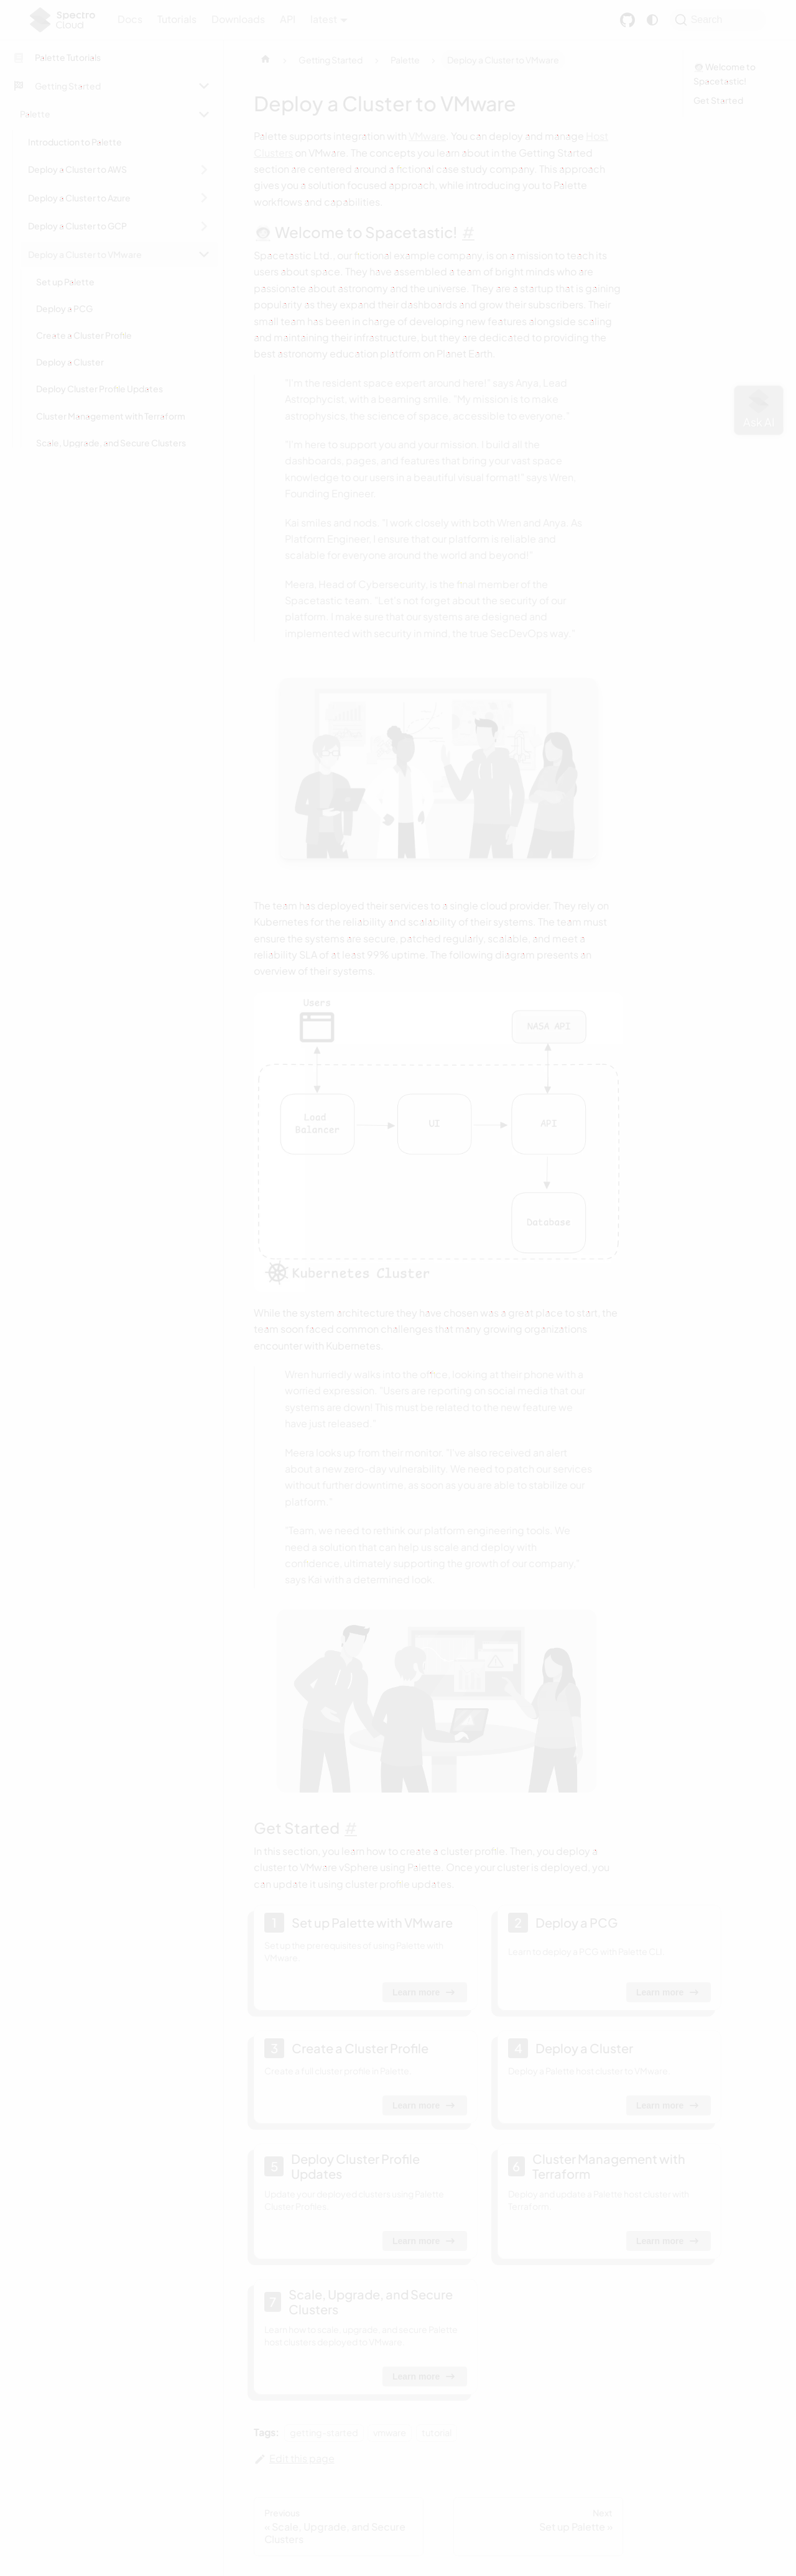 Spectro Cloud
Docs
Tutorials
Downloads
API
latest
Search
Palette Tutorials
Getting Started
Palette
Introduction to Palette
Deploy a Cluster to AWS
Deploy a Cluster to Azure
Deploy a Cluster to GCP
Deploy a Cluster to VMware
Set up Palette
Deploy a PCG
Create a Cluster Profile
Deploy a Cluster
Deploy Cluster Profile Updates
Cluster Management with Terraform
Scale, Upgrade, and Secure Clusters
Getting Started
Palette
Deploy a Cluster to VMware
Welcome to
Spacetastic!
Get Started
Ask AI
Deploy a Cluster to VMware
Palette supports integration with VMware. You can deploy and manage Host
Clusters on VMware. The concepts you learn about in the Getting Started
section are centered around a fictional case study company. This approach
gives you a solution focused approach, while introducing you to Palette
workflows and capabilities.
Welcome to Spacetastic! #
Spacetastic Ltd., our fictional example company, is on a mission to teach its
users about space. They have assembled a team of bright minds who are
passionate about astronomy and the universe. They are a startup that is gaining
popularity as they expand their dashboards and grow their subscribers. Their
small team has been in charge of developing new features alongside scaling
and maintaining their infrastructure, but they are dedicated to providing the
best astronomy education platform on Planet Earth.
"I'm the resident space expert around here!" says Anya, Lead
Astrophycist, with a beaming smile. "My mission is to make
astrophysics, the science of space, accessible to everyone."
"I'm here to support you and your mission. I build all the
dashboards, pages, and features that bring your vast space
knowledge to our users in a beautiful visual format!" says Wren,
Founding Engineer.
Kai smiles and nods. "I work closely with both Wren and Anya. As
Platform Engineer, I ensure that our platform is reliable and
scalable for everyone around the world and beyond!"
Meera, Head of Cybersecurity, is the final member of the
Spacetastic team. "Let's not forget about the security of our
platform. I make sure that our systems are designed and
implemented with security in mind, the true SecDevOps way."
The team has deployed their services to a single cloud provider. They rely on
Kubernetes for the reliability and scalability of their systems. The team must
ensure the systems are secure, patched regularly, scalable, and meet a
reliability SLA of at least 99% uptime. The following diagram presents an
overview of their systems.
Users
NASA API
Load
Balancer
UI
API
Database
Kubernetes Cluster
While the system architecture they have chosen was a great place to start, the
team soon faced common challenges that many growing organizations
encounter with Kubernetes.
Wren hurriedly walks into the office, looking at their phone with a
worried expression. "Users are reporting on social media that our
systems are down! This must be related to the new feature we
have just released."
Meera looks up from their monitor. "I've also received an alert
about a new zero-day vulnerability. We need to patch our services
without further downtime, as soon as you are able to stabilize our
platform."
"Team, we need to rethink our platform engineering tools. We
need a solution that can help us scale and deploy with
confidence, ultimately supporting the growth of our company,"
says Kai with a determined look.
Get Started #
In this section, you learn how to create a cluster profile. Then, you deploy a
cluster to VMware vSphere using Palette. Once your cluster is deployed, you
can update it using cluster profile updates.
1 Set up Palette with VMware
Set up the prerequisites of using Palette with
VMware.
Learn more
2 Deploy a PCG
Learn to deploy a PCG with Palette CLI.
Learn more
3 Create a Cluster Profile
Create a full cluster profile in Palette.
Learn more
4 Deploy a Cluster
Deploy a Palette host cluster to VMware.
Learn more
5 Deploy Cluster Profile
Updates
Update your deployed clusters using Palette
Cluster Profiles.
Learn more
6 Cluster Management with
Terraform
Deploy and update a Palette host cluster with
Terraform.
Learn more
7 Scale, Upgrade, and Secure
Clusters
Learn how to scale, upgrade, and secure Palette
host clusters deployed to VMware.
Learn more
Tags:
getting-started
vmware
tutorial
Edit this page
Previous
« Scale, Upgrade, and Secure
Clusters
Next
Set up Palette »